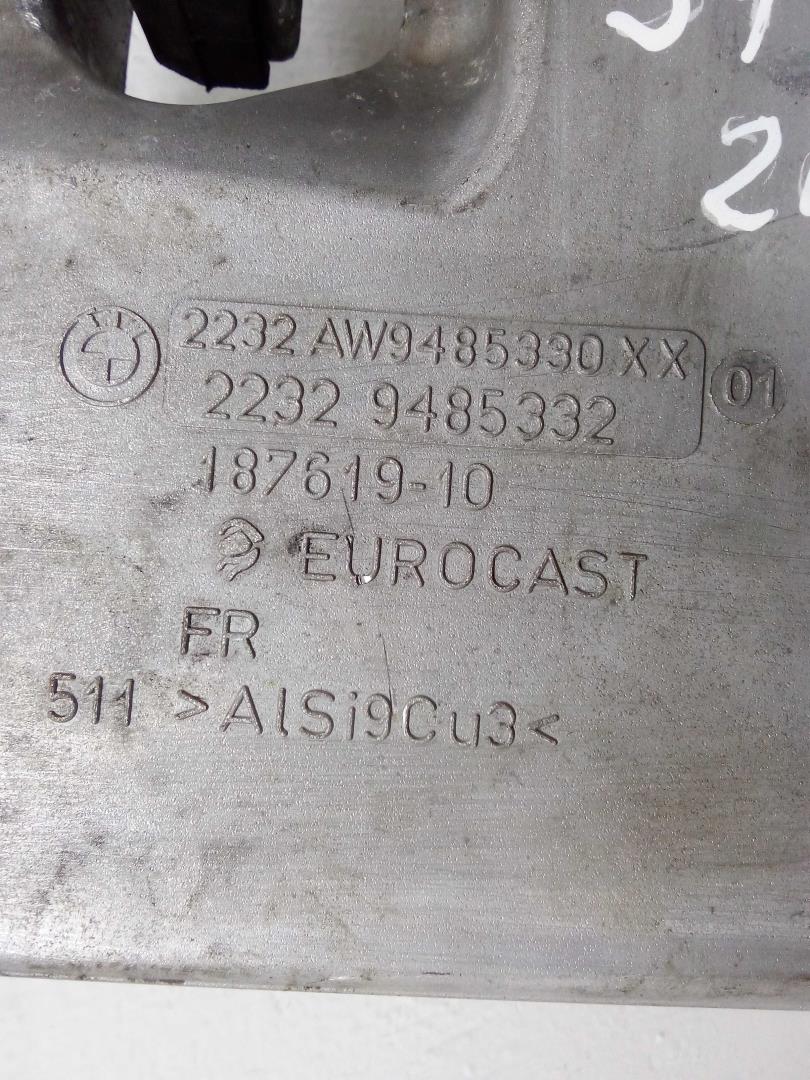 2232 AW9485330 XX
01
2232 9485332
187619-10
EUROCAST
FR
511 >AlSi9Cu3<